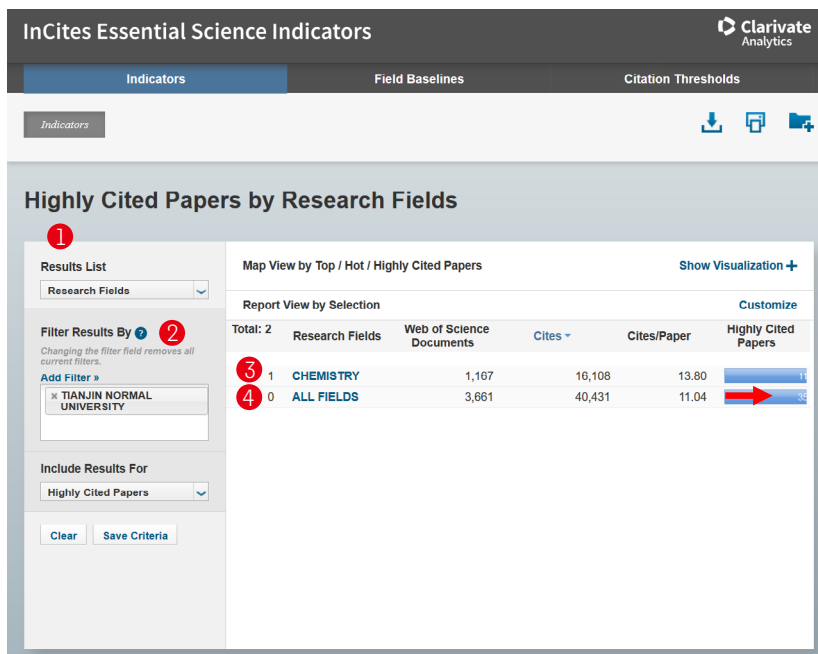 InCites Essential Science Indicators
Clarivate
Analytics
Indicators
Field Baselines
Citation Thresholds
Indicators
Highly Cited Papers by Research Fields
1
Results List
Research Fields
Filter Results By ? 2
Changing the filter field removes all
current filters.
Add Filter »
× TIANJIN NORMAL
UNIVERSITY
Include Results For
Highly Cited Papers
Clear
Save Criteria
Map View by Top / Hot / Highly Cited Papers
Show Visualization +
Report View by Selection
Customize
Total: 2
Research Fields
Web of Science
Documents
Cites
Cites/Paper
Highly Cited
Papers
3 1 CHEMISTRY 1,167 16,108 13.80
4 0 ALL FIELDS 3,661 40,431 11.04